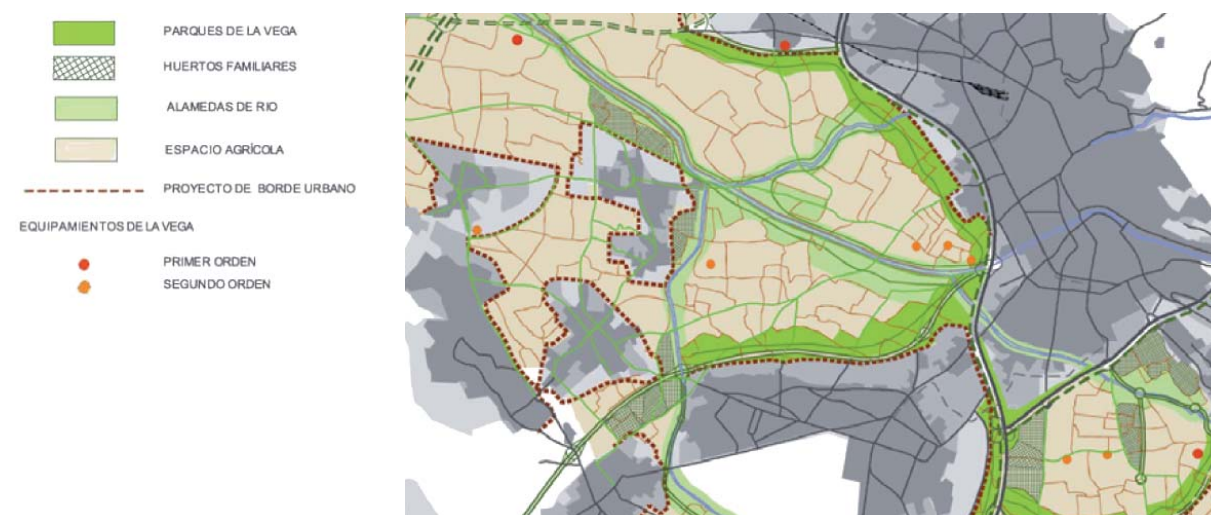 PARQUES DE LA VEGA
HUERTOS FAMILIARES
ALAMEDAS DE RIO
ESPACIO AGRÍCOLA
PROYECTO DE BORDE URBANO
EQUIPAMIENTOS DE LA VEGA
PRIMER ORDEN
SEGUNDO ORDEN